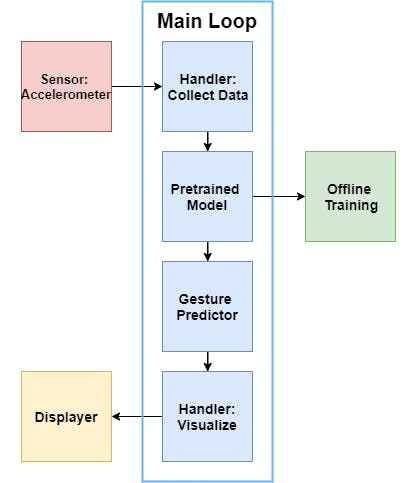 Main Loop
Sensor:
Accelerometer
Handler:
Collect Data
Pretrained
Model
Offline
Training
Gesture
Predictor
Displayer
Handler:
Visualize